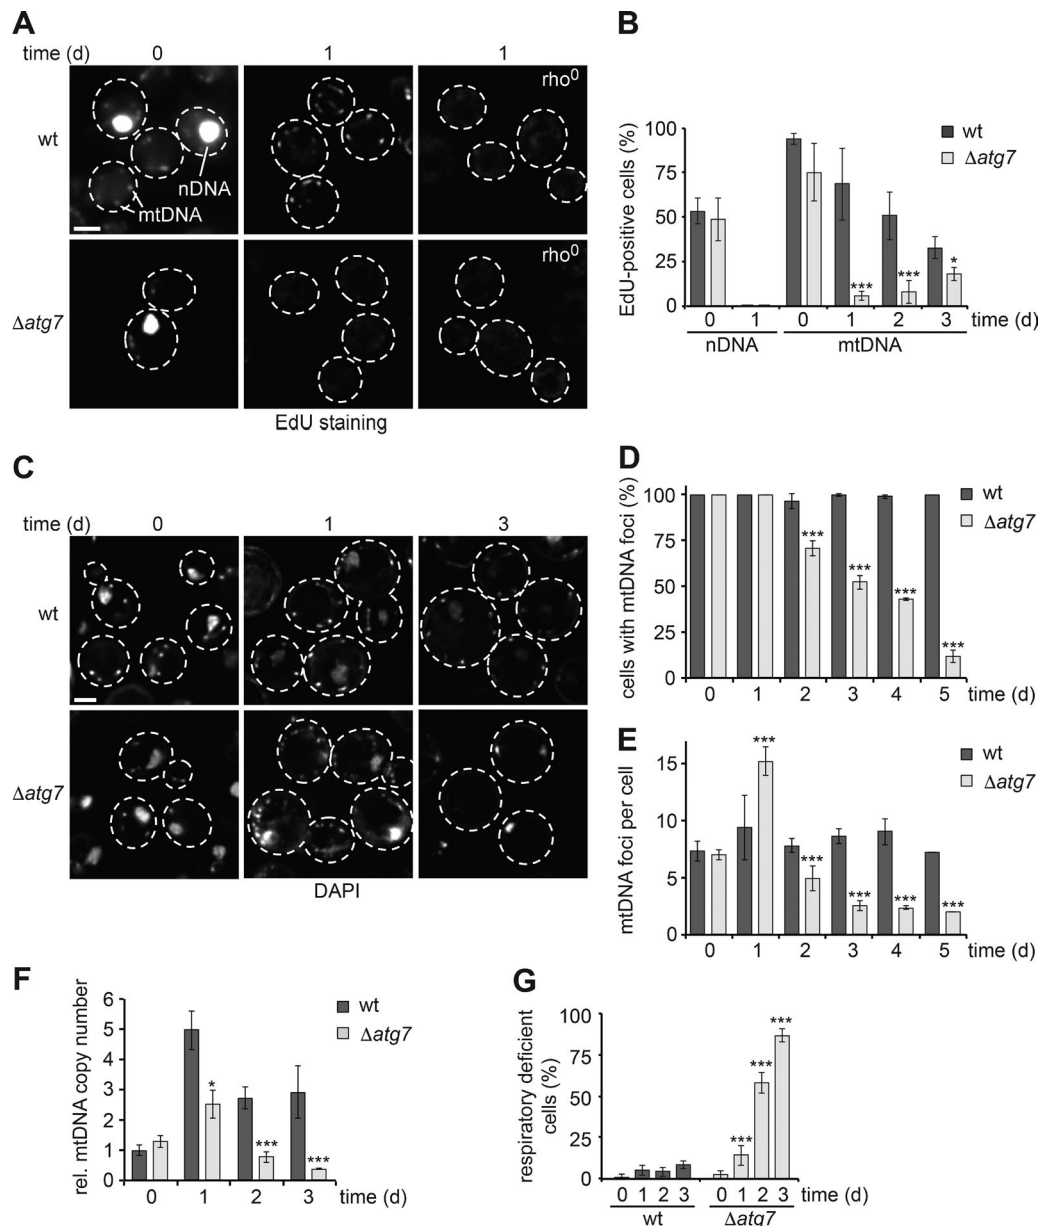 A
time (d) 0 1 1
wt
rho⁰
nDNA
mtDNA
Δatg7
rho⁰
EdU staining
B
EdU-positive cells (%)
100
75
50
25
0
wt
Δatg7
***
***
*
0 1 0 1 2 3 time (d)
nDNA mtDNA
C
time (d) 0 1 3
wt
Δatg7
DAPI
D
cells with mtDNA foci (%)
100
75
50
25
0
wt
Δatg7
***
***
***
***
0 1 2 3 4 5 time (d)
E
mtDNA foci per cell
15
10
5
0
wt
Δatg7
***
***
***
***
***
0 1 2 3 4 5 time (d)
F
rel. mtDNA copy number
6
5
4
3
2
1
0
wt
Δatg7
*
***
***
0 1 2 3 time (d)
G
respiratory deficient
cells (%)
100
75
50
25
0
***
***
***
0 1 2 3 0 1 2 3 time (d)
wt Δatg7